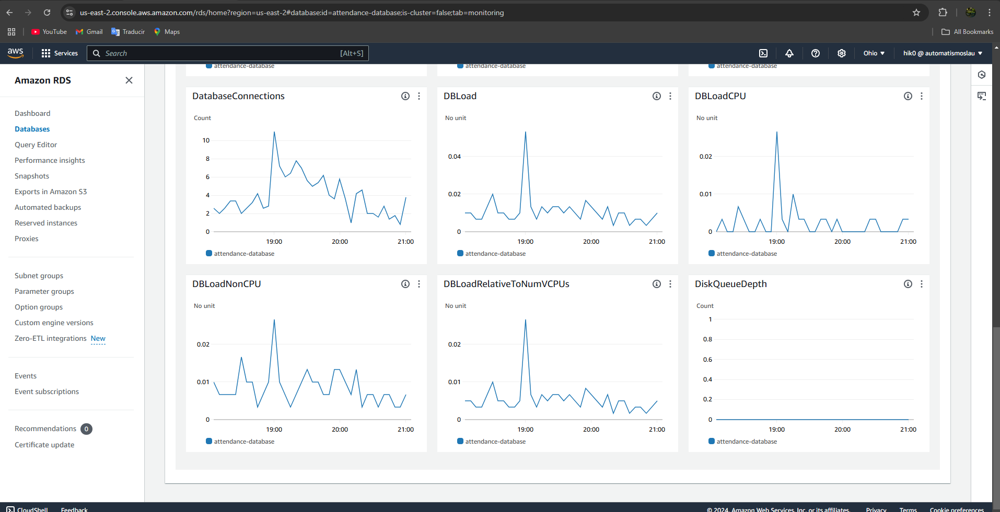 us-east-2.console.aws.amazon.com/rds/home?region=us-east-2#database:id=attendance-database;is-cluster=false;tab=monitoring
YouTube Gmail Traducir Maps All Bookmarks
aws Services Search [Alt+S] Ohio ▼ hik0 @ automatismoslau ▼
Amazon RDS
Dashboard
Databases
Query Editor
Performance insights
Snapshots
Exports in Amazon S3
Automated backups
Reserved instances
Proxies
Subnet groups
Parameter groups
Option groups
Custom engine versions
Zero-ETL integrations New
Events
Event subscriptions
Recommendations 0
Certificate update
attendance-database attendance-database attendance-database
DatabaseConnections
Count
10
8
6
4
2
0
19:00 20:00 21:00
attendance-database
DBLoad
No unit
0.04
0.02
0
19:00 20:00 21:00
attendance-database
DBLoadCPU
No unit
0.02
0.01
0
19:00 20:00 21:00
attendance-database
DBLoadNonCPU
No unit
0.02
0.01
0
19:00 20:00 21:00
attendance-database
DBLoadRelativeToNumVCPUs
No unit
0.02
0.01
0
19:00 20:00 21:00
attendance-database
DiskQueueDepth
Count
1
0.8
0.6
0.4
0.2
0
19:00 20:00 21:00
attendance-database
CloudShell Feedback © 2024, Amazon Web Services, Inc. or its affiliates. Privacy Terms Cookie preferences